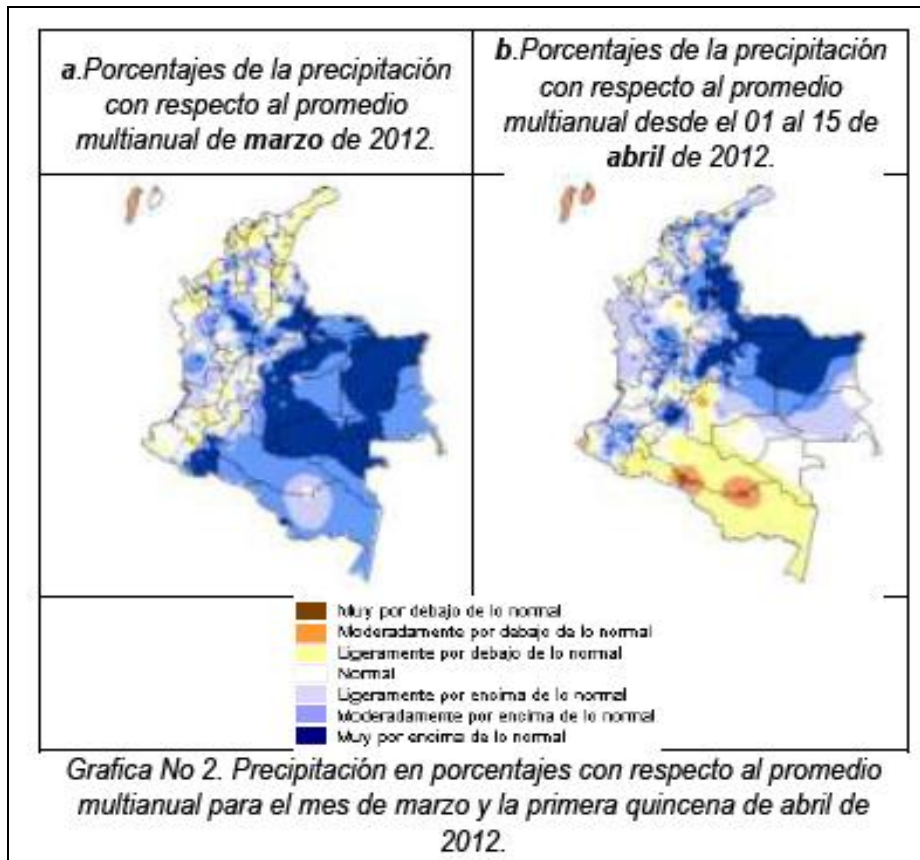 a.Porcentajes de la precipitación
con respecto al promedio
multianual de marzo de 2012.
b.Porcentajes de la precipitación
con respecto al promedio
multianual desde el 01 al 15 de
abril de 2012.
Muy por debajo de lo normal
Moderadamente por debajo de lo normal
Ligeramente por debajo de lo normal
Normal
Ligeramente por encima de lo normal
Moderadamente por encima de lo normal
Muy por encima de lo normal
Grafica No 2. Precipitación en porcentajes con respecto al promedio
multianual para el mes de marzo y la primera quincena de abril de
2012.